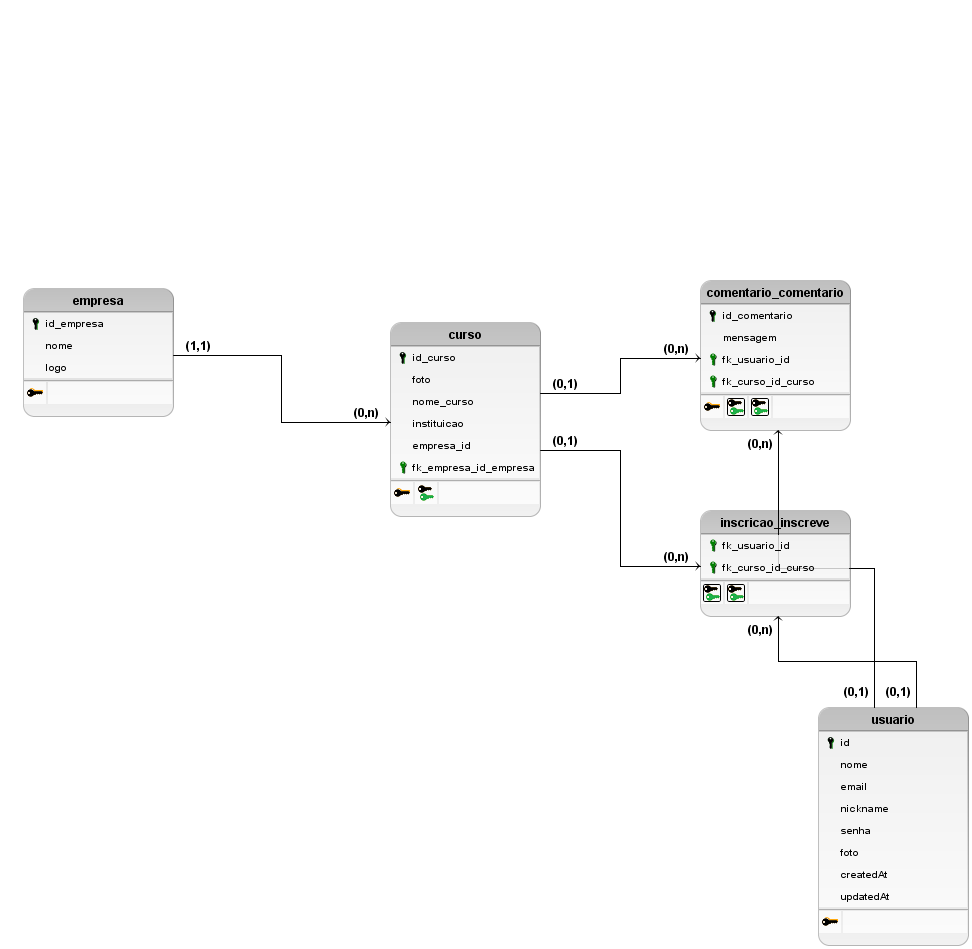 empresa
id_empresa
nome
logo
(1,1)
(0,n)
curso
id_curso
foto
nome_curso
instituicao
empresa_id
fk_empresa_id_empresa
(0,1)
(0,n)
(0,1)
(0,n)
comentario_comentario
id_comentario
mensagem
fk_usuario_id
fk_curso_id_curso
(0,n)
inscricao_inscreve
fk_usuario_id
fk_curso_id_curso
(0,n)
(0,1)
(0,1)
usuario
id
nome
email
nickname
senha
foto
createdAt
updatedAt